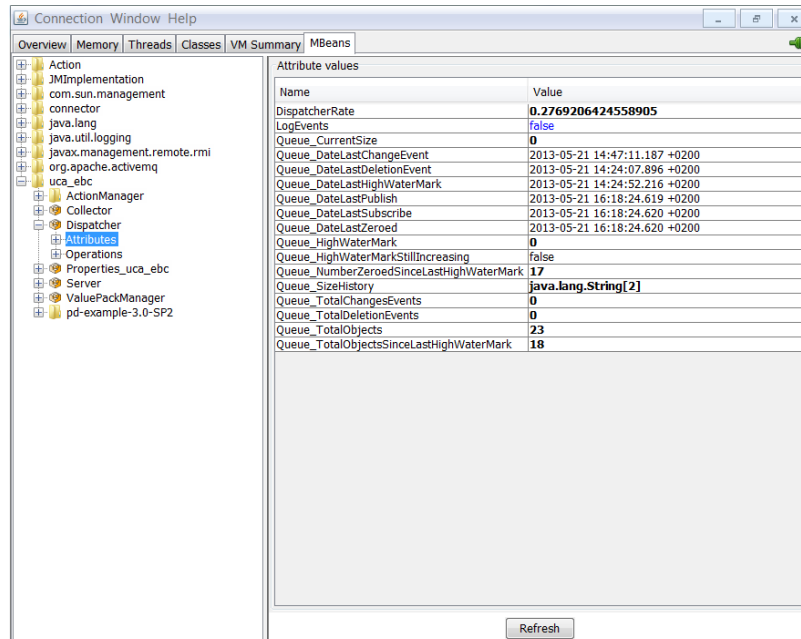 Connection Window Help
Overview Memory Threads Classes VM Summary MBeans
Action
JMImplementation
com.sun.management
connector
java.lang
java.util.logging
javax.management.remote.rmi
org.apache.activemq
uca_ebc
ActionManager
Collector
Dispatcher
Attributes
Operations
Properties_uca_ebc
Server
ValuePackManager
pd-example-3.0-SP2
Attribute values
Name Value
DispatcherRate 0.2769206424558905
LogEvents false
Queue_CurrentSize 0
Queue_DateLastChangeEvent 2013-05-21 14:47:11.187 +0200
Queue_DateLastDeletionEvent 2013-05-21 14:24:07.896 +0200
Queue_DateLastHighWaterMark 2013-05-21 14:24:52.216 +0200
Queue_DateLastPublish 2013-05-21 16:18:24.619 +0200
Queue_DateLastSubscribe 2013-05-21 16:18:24.620 +0200
Queue_DateLastZeroed 2013-05-21 16:18:24.620 +0200
Queue_HighWaterMark 0
Queue_HighWaterMarkStillIncreasing false
Queue_NumberZeroedSinceLastHighWaterMark 17
Queue_SizeHistory java.lang.String[2]
Queue_TotalChangesEvents 0
Queue_TotalDeletionEvents 0
Queue_TotalObjects 23
Queue_TotalObjectsSinceLastHighWaterMark 18
Refresh